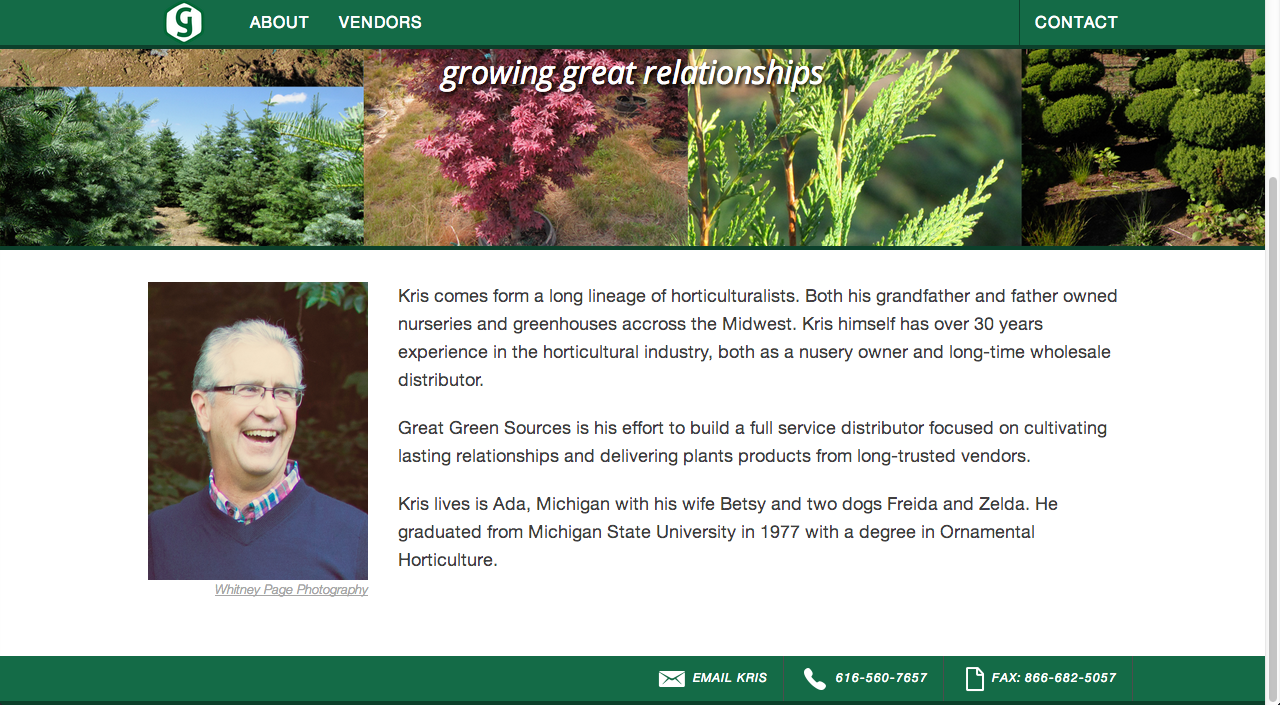 g
ABOUT VENDORS CONTACT
growing great relationships
Kris comes form a long lineage of horticulturalists. Both his grandfather and father owned
nurseries and greenhouses accross the Midwest. Kris himself has over 30 years
experience in the horticultural industry, both as a nusery owner and long-time wholesale
distributor.
Great Green Sources is his effort to build a full service distributor focused on cultivating
lasting relationships and delivering plants products from long-trusted vendors.
Kris lives is Ada, Michigan with his wife Betsy and two dogs Freida and Zelda. He
graduated from Michigan State University in 1977 with a degree in Ornamental
Horticulture.
Whitney Page Photography
EMAIL KRIS 616-560-7657 FAX: 866-682-5057